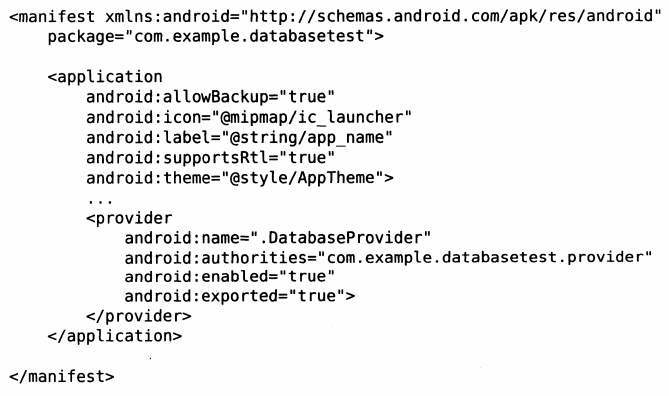 <manifest xmlns:android="http://schemas.android.com/apk/res/android"
    package="com.example.databasetest">

    <application
        android:allowBackup="true"
        android:icon="@mipmap/ic_launcher"
        android:label="@string/app_name"
        android:supportsRtl="true"
        android:theme="@style/AppTheme">
        ...
        <provider
            android:name=".DatabaseProvider"
            android:authorities="com.example.databasetest.provider"
            android:enabled="true"
            android:exported="true">
        </provider>
    </application>

</manifest>